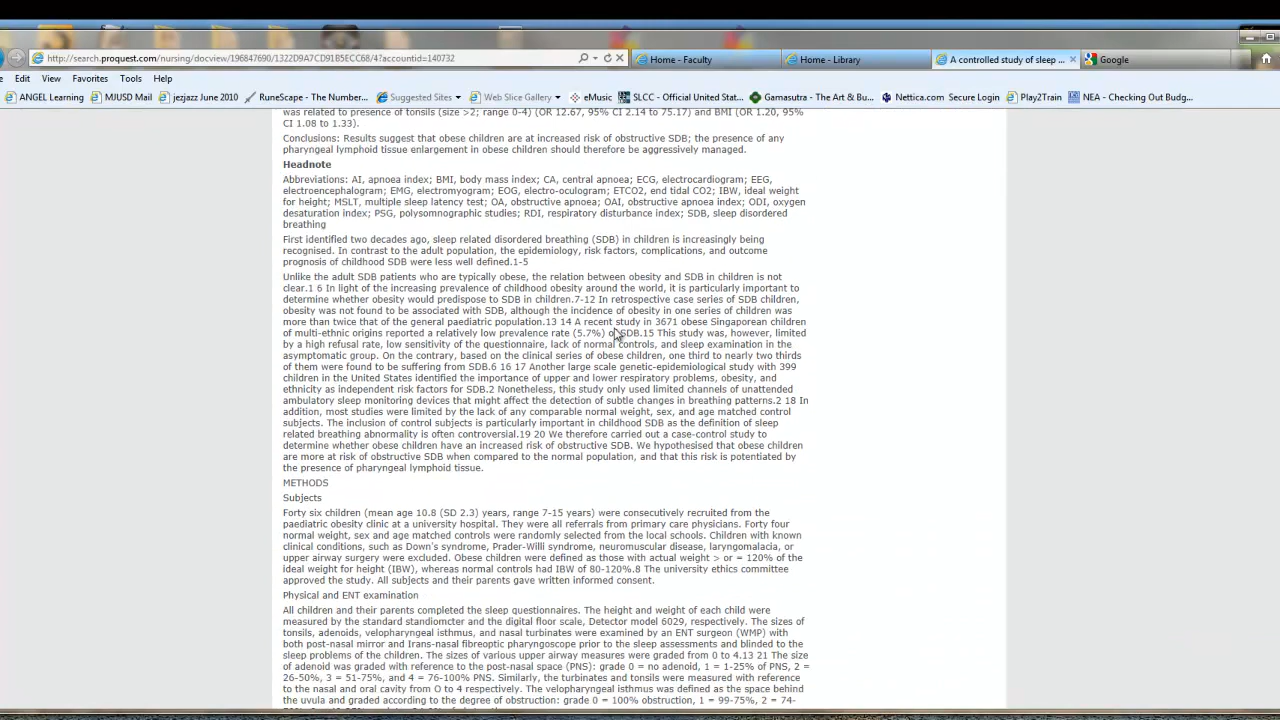 http://search.proquest.com/nursing/docview/196847690/1322D9A7CD91B5ECC68/4?accountid=140732
Home - Faculty
Home - Library
A controlled study of sleep ...
Google
Edit View Favorites Tools Help
ANGEL Learning MJUSD Mail jezjazz June 2010 RuneScape - The Number... Suggested Sites Web Slice Gallery eMusic SLCC - Official United Stat... Gamasutra - The Art & Bu... Nettica.com Secure Login Play2Train NEA - Checking Out Budg...
was related to presence of tonsils (size >2; range 0-4) (OR 12.67, 95% CI 2.14 to 75.17) and BMI (OR 1.20, 95%
CI 1.08 to 1.33).
Conclusions: Results suggest that obese children are at increased risk of obstructive SDB; the presence of any
pharyngeal lymphoid tissue enlargement in obese children should therefore be aggressively managed.
Headnote
Abbreviations: AI, apnoea index; BMI, body mass index; CA, central apnoea; ECG, electrocardiogram; EEG,
electroencephalogram; EMG, electromyogram; EOG, electro-oculogram; ETCO2, end tidal CO2; IBW, ideal weight
for height; MSLT, multiple sleep latency test; OA, obstructive apnoea; OAI, obstructive apnoea index; ODI, oxygen
desaturation index; PSG, polysomnographic studies; RDI, respiratory disturbance index; SDB, sleep disordered
breathing
First identified two decades ago, sleep related disordered breathing (SDB) in children is increasingly being
recognised. In contrast to the adult population, the epidemiology, risk factors, complications, and outcome
prognosis of childhood SDB were less well defined.1-5
Unlike the adult SDB patients who are typically obese, the relation between obesity and SDB in children is not
clear.1 6 In light of the increasing prevalence of childhood obesity around the world, it is particularly important to
determine whether obesity would predispose to SDB in children.7-12 In retrospective case series of SDB children,
obesity was not found to be associated with SDB, although the incidence of obesity in one series of children was
more than twice that of the general paediatric population.13 14 A recent study in 3671 obese Singaporean children
of multi-ethnic origins reported a relatively low prevalence rate (5.7%) of SDB.15 This study was, however, limited
by a high refusal rate, low sensitivity of the questionnaire, lack of normal controls, and sleep examination in the
asymptomatic group. On the contrary, based on the clinical series of obese children, one third to nearly two thirds
of them were found to be suffering from SDB.6 16 17 Another large scale genetic-epidemiological study with 399
children in the United States identified the importance of upper and lower respiratory problems, obesity, and
ethnicity as independent risk factors for SDB.2 Nonetheless, this study only used limited channels of unattended
ambulatory sleep monitoring devices that might affect the detection of subtle changes in breathing patterns.2 18 In
addition, most studies were limited by the lack of any comparable normal weight, sex, and age matched control
subjects. The inclusion of control subjects is particularly important in childhood SDB as the definition of sleep
related breathing abnormality is often controversial.19 20 We therefore carried out a case-control study to
determine whether obese children have an increased risk of obstructive SDB. We hypothesised that obese children
are more at risk of obstructive SDB when compared to the normal population, and that this risk is potentiated by
the presence of pharyngeal lymphoid tissue.
METHODS
Subjects
Forty six children (mean age 10.8 (SD 2.3) years, range 7-15 years) were consecutively recruited from the
paediatric obesity clinic at a university hospital. They were all referrals from primary care physicians. Forty four
normal weight, sex and age matched controls were randomly selected from the local schools. Children with known
clinical conditions, such as Down's syndrome, Prader-Willi syndrome, neuromuscular disease, laryngomalacia, or
upper airway surgery were excluded. Obese children were defined as those with actual weight > or = 120% of the
ideal weight for height (IBW), whereas normal controls had IBW of 80-120%.8 The university ethics committee
approved the study. All subjects and their parents gave written informed consent.
Physical and ENT examination
All children and their parents completed the sleep questionnaires. The height and weight of each child were
measured by the standard standiomcter and the digital floor scale, Detector model 6029, respectively. The sizes of
tonsils, adenoids, velopharyngeal isthmus, and nasal turbinates were examined by an ENT surgeon (WMP) with
both post-nasal mirror and Irans-nasal fibreoptic pharyngoscope prior to the sleep assessments and blinded to the
sleep problems of the children. The sizes of various upper airway measures were graded from 0 to 4.13 21 The size
of adenoid was graded with reference to the post-nasal space (PNS): grade 0 = no adenoid, 1 = 1-25% of PNS, 2 =
26-50%, 3 = 51-75%, and 4 = 76-100% PNS. Similarly, the turbinates and tonsils were measured with reference
to the nasal and oral cavity from O to 4 respectively. The velopharyngeal isthmus was defined as the space behind
the uvula and graded according to the degree of obstruction: grade 0 = 100% obstruction, 1 = 99-75%, 2 = 74-